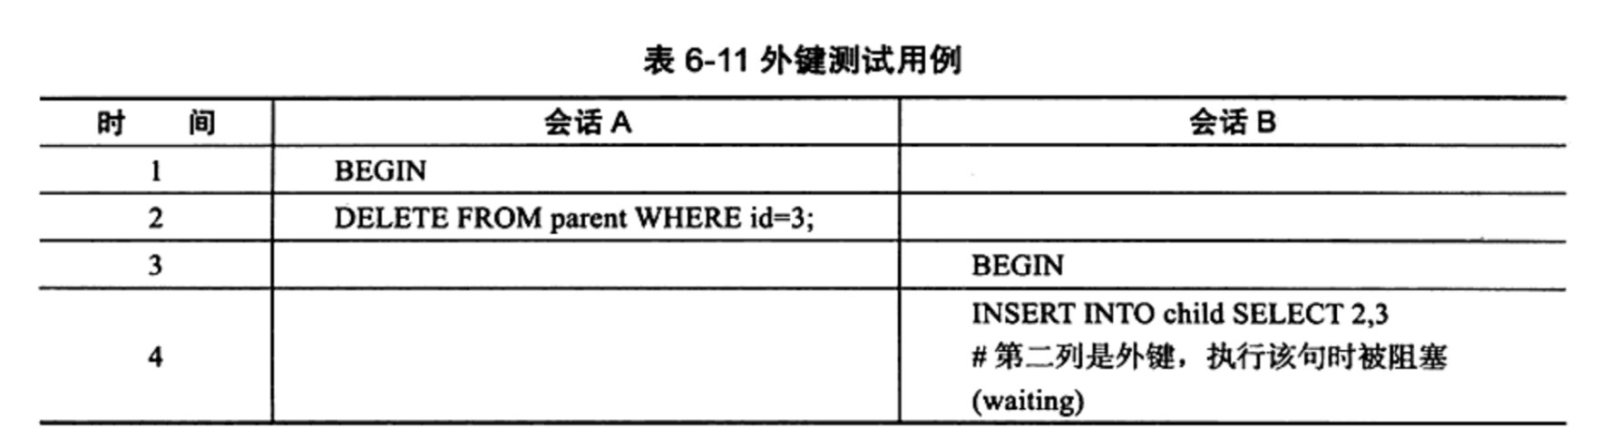 表 6-11 外键测试用例
时 间 会话 A 会话 B
1 BEGIN
2 DELETE FROM parent WHERE id=3;
3 BEGIN
4 INSERT INTO child SELECT 2,3
# 第二列是外键，执行该句时被阻塞
(waiting)